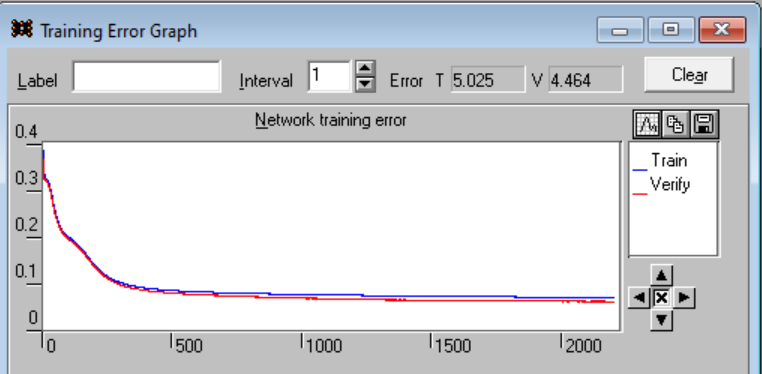 Training Error Graph
Label Interval 1 Error T 5.025 V 4.464 Clear
Network training error
Train
Verify
0.4
0.3
0.2
0.1
0
0 500 1000 1500 2000